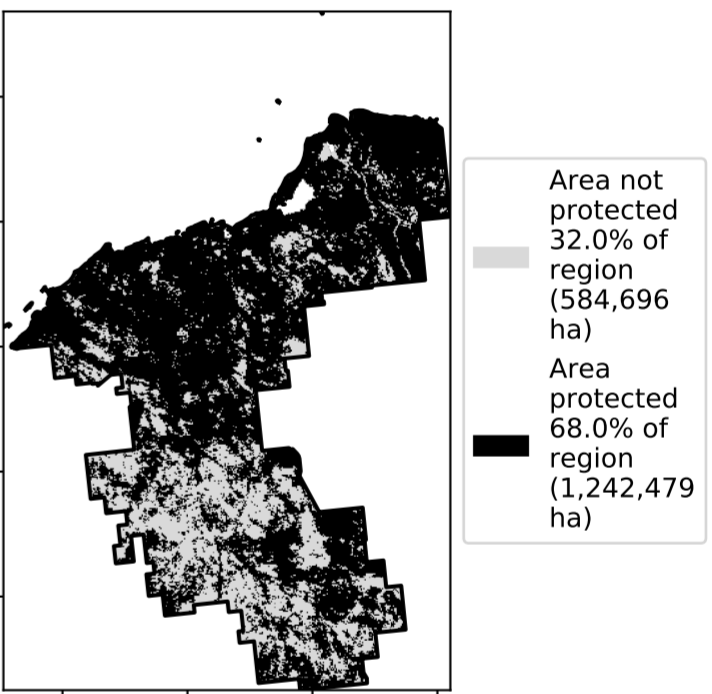 Area not
protected
32.0% of
region
(584,696
ha)
Area
protected
68.0% of
region
(1,242,479
ha)